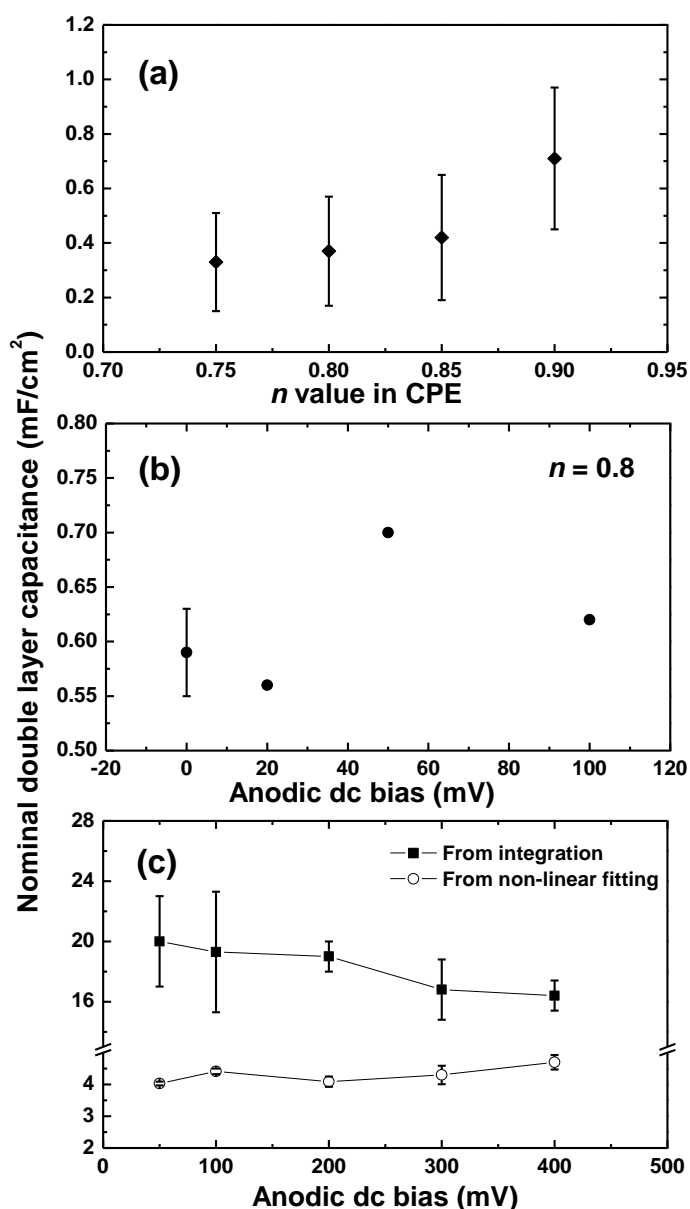 Nominal double layer capacitance (mF/cm²)
1.2
1.0
0.8
0.6
0.4
0.2
0.0
(a)
0.70 0.75 0.80 0.85 0.90 0.95
n value in CPE
0.80
0.75
0.70
0.65
0.60
0.55
0.50
(b)
n = 0.8
-20 0 20 40 60 80 100 120
Anodic dc bias (mV)
28
24
20
16
4
3
2
(c)
From integration
From non-linear fitting
0 100 200 300 400 500
Anodic dc bias (mV)